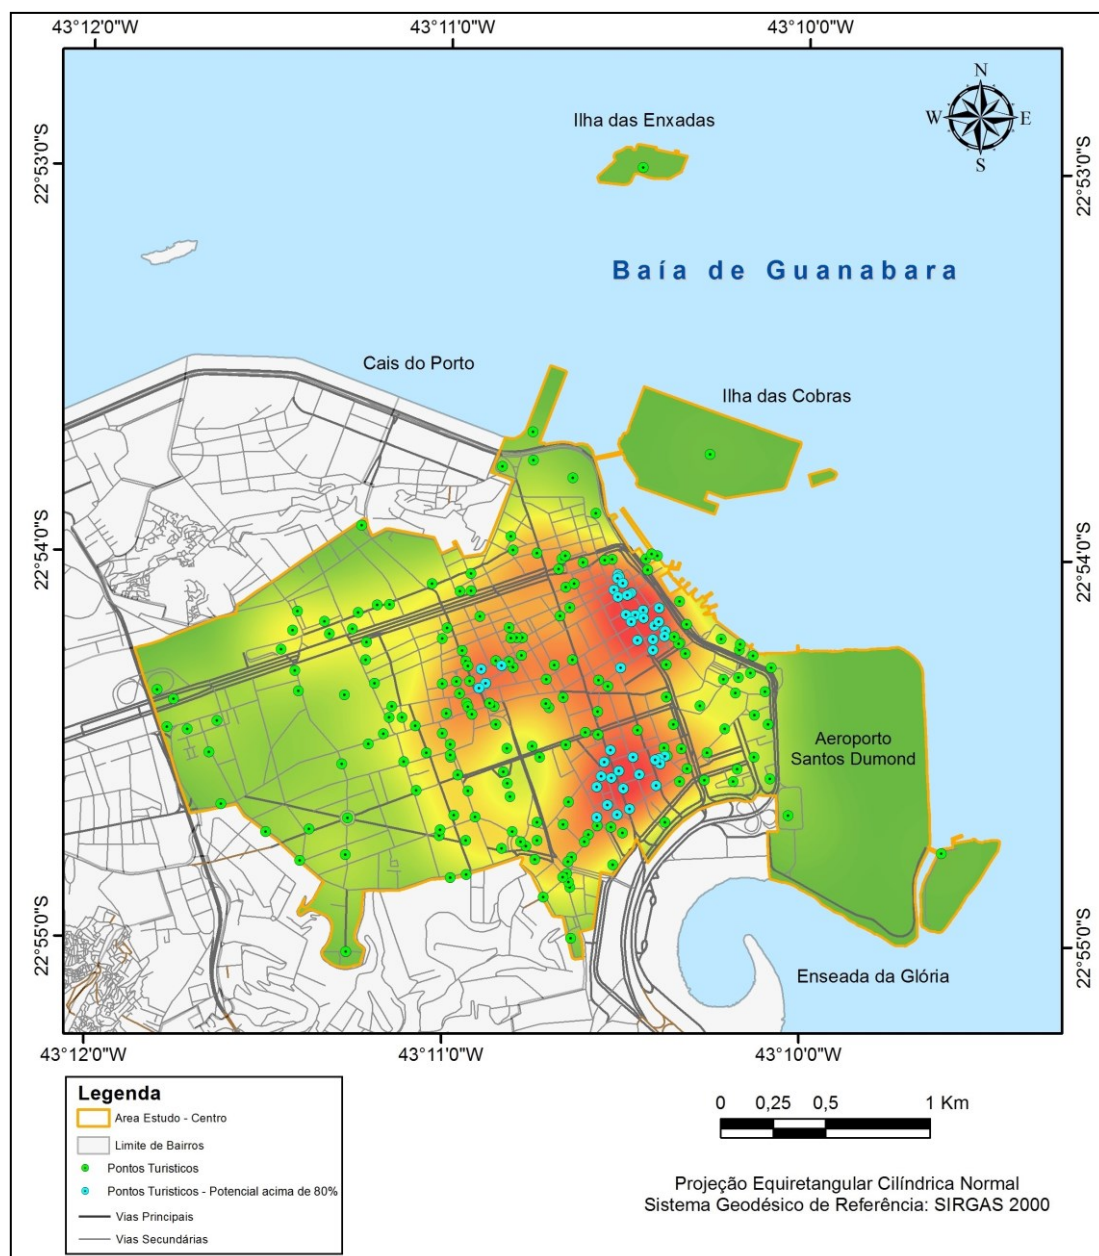 43°12'0"W
43°11'0"W
43°10'0"W
N
W
E
S
Ilha das Enxadas
22°53'0"S
22°53'0"S
Baía de Guanabara
Cais do Porto
Ilha das Cobras
22°54'0"S
22°54'0"S
Aeroporto
Santos Dumond
22°55'0"S
22°55'0"S
Enseada da Glória
43°12'0"W
43°11'0"W
43°10'0"W
Legenda
Area Estudo - Centro
Limite de Bairros
Pontos Turisticos
Pontos Turisticos - Potencial acima de 80%
Vias Principais
Vias Secundárias
0 0,25 0,5 1 Km
Projeção Equiretangular Cilíndrica Normal
Sistema Geodésico de Referência: SIRGAS 2000